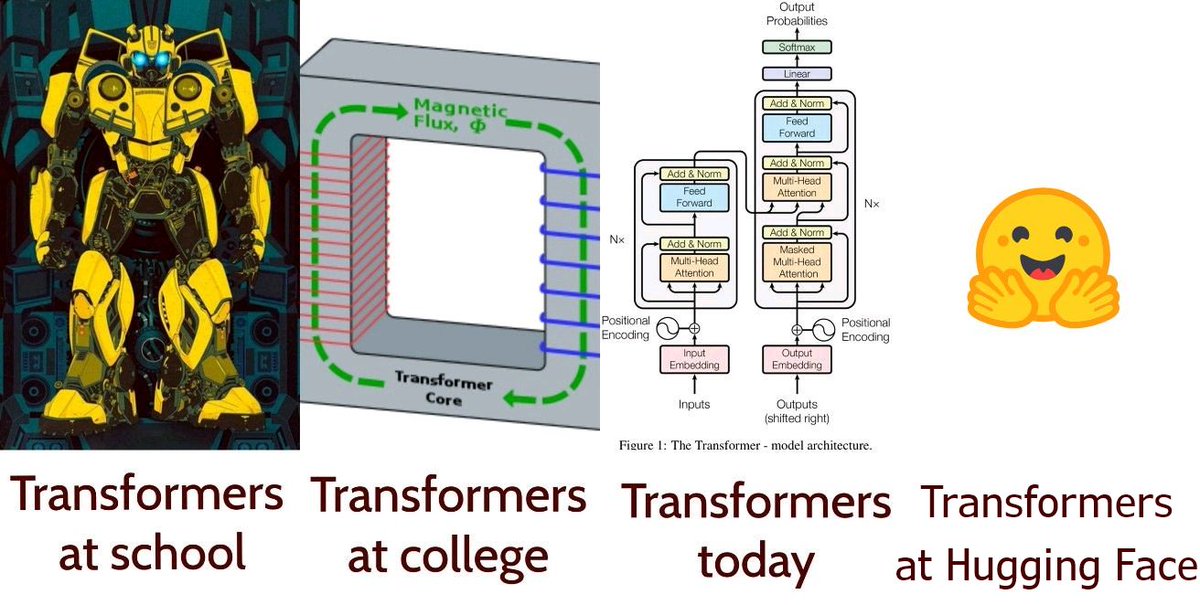 Magnetic
Flux, Φ
Transformer
Core
Output
Probabilities
Softmax
Linear
Add & Norm
Feed
Forward
Add & Norm
Multi-Head
Attention
Add & Norm
Masked
Multi-Head
Attention
N×
Add & Norm
Feed
Forward
N×
Add & Norm
Multi-Head
Attention
Positional
Encoding
Positional
Encoding
Input
Embedding
Output
Embedding
Inputs
Outputs
(shifted right)
Figure 1: The Transformer - model architecture.
Transformers
at school
Transformers
at college
Transformers
today
Transformers
at Hugging Face